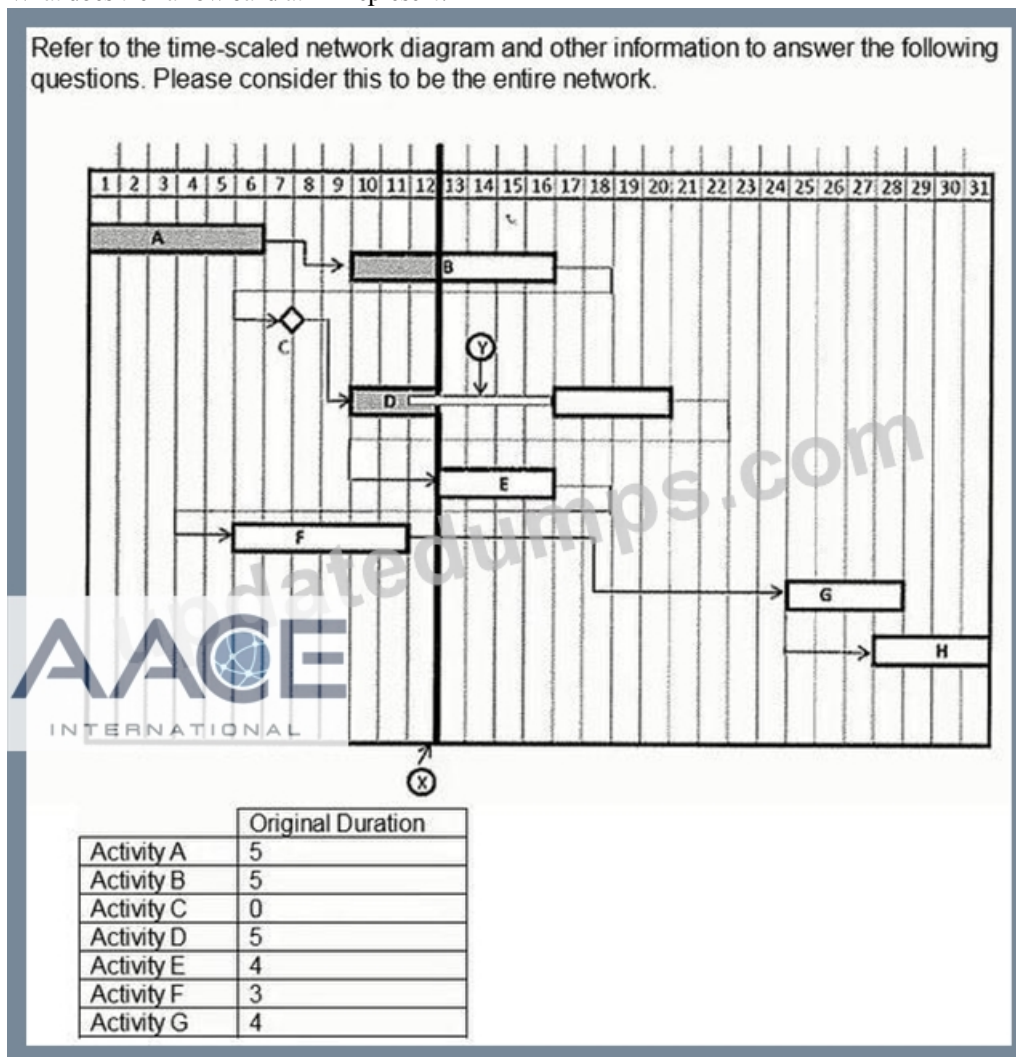 Refer to the time-scaled network diagram and other information to answer the following
questions. Please consider this to be the entire network.
1 2 3 4 5 6 7 8 9 10 11 12 13 14 15 16 17 18 19 20 21 22 23 24 25 26 27 28 29 30 31
A
B
C
Y
D
E
F
G
H
updatedumps.com
AACE
INTERNATIONAL
X
Original Duration
Activity A 5
Activity B 5
Activity C 0
Activity D 5
Activity E 4
Activity F 3
Activity G 4